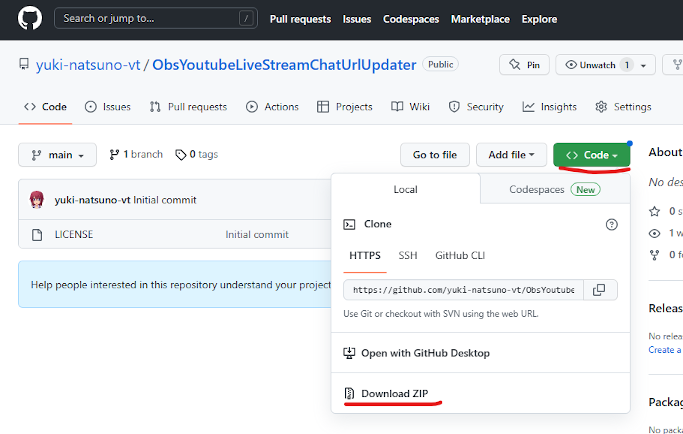 Search or jump to... /
Pull requests Issues Codespaces Marketplace Explore
yuki-natsuno-vt / ObsYoutubeLiveStreamChatUrlUpdater Public
Pin Unwatch 1
Code Issues Pull requests Actions Projects Wiki Security Insights Settings
main 1 branch 0 tags Go to file Add file Code
About
yuki-natsuno-vt Initial commit
LICENSE Initial commit
Help people interested in this repository understand your project
Local Codespaces New
Clone
HTTPS SSH GitHub CLI
https://github.com/yuki-natsuno-vt/ObsYoutube
Use Git or checkout with SVN using the web URL.
Open with GitHub Desktop
Download ZIP
No des
0 s
1 w
0 f
Releas
No relea
Create a
Packag
No pack